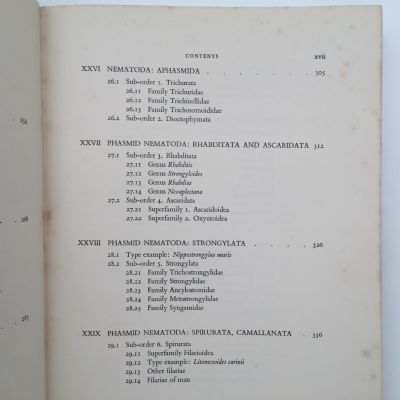 CONTENTS xvii
XXVI NEMATODA: APHASMIDA . . . . . . . 305
26.1 Sub-order 1. Trichurata
26.11 Family Trichuridae
26.12 Family Trichinellidae
26.13 Family Trichosomoididae
26.2 Sub-order 2. Dioctophymata
XXVII PHASMID NEMATODA: RHABDITATA AND ASCARIDATA 312
27.1 Sub-order 3. Rhabditata
27.11 Genus Rhabditis
27.12 Genus Strongyloides
27.13 Genus Rhabdias
27.14 Genus Neoaplectana
27.2 Sub-order 4. Ascaridata
27.21 Superfamily 1. Ascaridoidea
27.22 Superfamily 2. Oxyuroidea
XXVIII PHASMID NEMATODA: STRONGYLATA . . . . 326
28.1 Type example: Nippostrongylus muris
28.2 Sub-order 5. Strongylata
28.21 Family Trichostrongylidae
28.22 Family Strongylidae
28.23 Family Ancylostomidae
28.24 Family Metastrongylidae
28.25 Family Syngamidae
XXIX PHASMID NEMATODA: SPIRURATA, CAMALLANATA . 336
29.1 Sub-order 6. Spirurata
29.11 Superfamily Filarioidea
29.12 Type example: Litomosoides carinii
29.13 Other filariae
29.14 Filariae of man